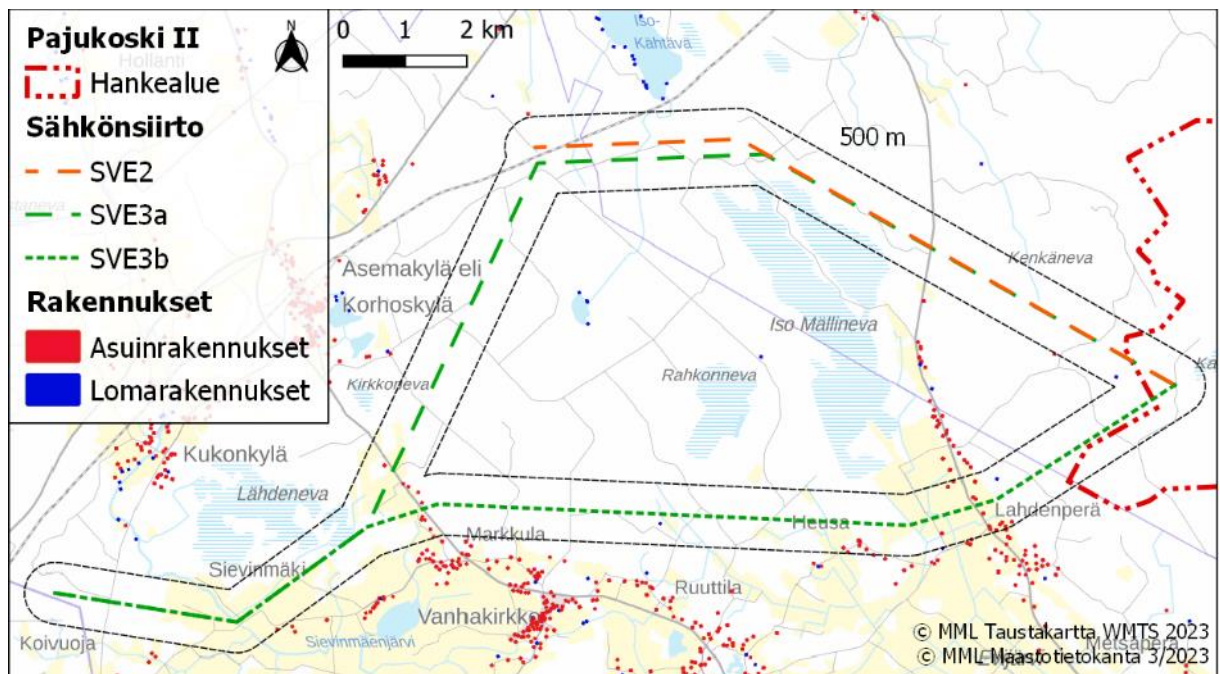 Pajukoski II
Hankealue
Sähkönsiirto
SVE2
SVE3a
SVE3b
Rakennukset
Asuinrakennukset
Lomarakennukset
Hollanti
N
0 1 2 km
Iso-
Kähtävä
500 m
Asemakylä eli
Korhoskylä
Kenkäneva
Iso Mällineva
Rahkonneva
Kirkkoneva
Kukonkylä
Lähdeneva
Lahdenperä
Heusa
Markkula
Sievinmäki
Ruuttila
Vanhakirkko
Sievinmäenjärvi
Koivuoja
© MML Taustakartta WMTS 2023
Metsäperä
© MML Maastotietokanta 3/2023